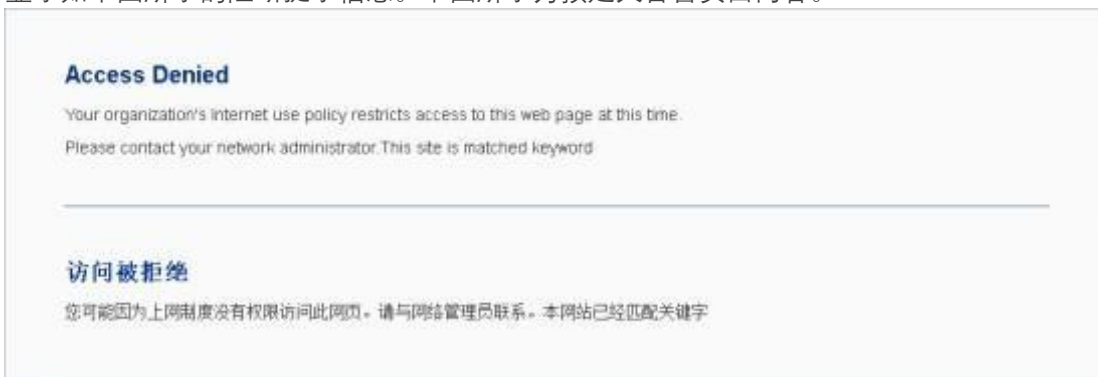 Access Denied
Your organization's internet use policy restricts access to this web page at this time.
Please contact your network administrator.This site is matched keyword
访问被拒绝
您可能因为上网制度没有权限访问此网页。请与网络管理员联系。本网站已经匹配关键字